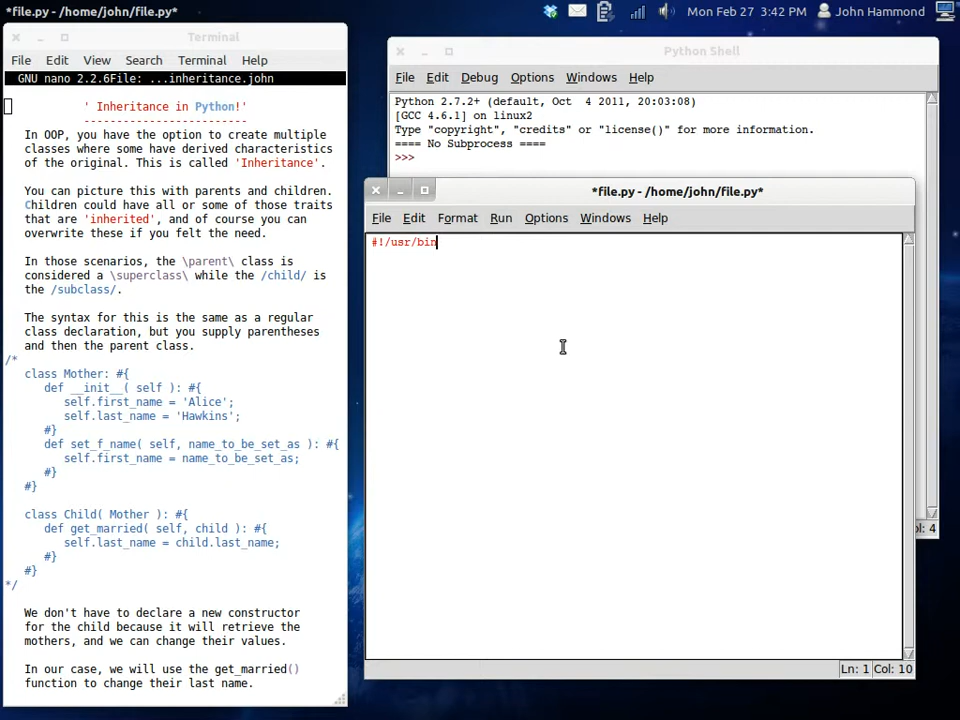 *file.py - /home/john/file.py*
Mon Feb 27 3:42 PM John Hammond
Terminal
File Edit View Search Terminal Help
GNU nano 2.2.6File: ...inheritance.john
' Inheritance in Python!'
-------------------------
In OOP, you have the option to create multiple
classes where some have derived characteristics
of the original. This is called 'Inheritance'.
You can picture this with parents and children.
Children could have all or some of those traits
that are 'inherited', and of course you can
overwrite these if you felt the need.
In those scenarios, the \parent\ class is
considered a \superclass\ while the /child/ is
the /subclass/.
The syntax for this is the same as a regular
class declaration, but you supply parentheses
and then the parent class.
/*
class Mother: #{
def __init__( self ): #{
self.first_name = 'Alice';
self.last_name = 'Hawkins';
#}
def set_f_name( self, name_to_be_set_as ): #{
self.first_name = name_to_be_set_as;
#}
#}
class Child( Mother ): #{
def get_married( self, child ): #{
self.last_name = child.last_name;
#}
#}
*/
We don't have to declare a new constructor
for the child because it will retrieve the
mothers, and we can change their values.
In our case, we will use the get_married()
function to change their last name.
Python Shell
File Edit Debug Options Windows Help
Python 2.7.2+ (default, Oct  4 2011, 20:03:08)
[GCC 4.6.1] on linux2
Type "copyright", "credits" or "license()" for more information.
==== No Subprocess ====
>>>
ol: 4
*file.py - /home/john/file.py*
File Edit Format Run Options Windows Help
#!/usr/bin
Ln: 1 Col: 10